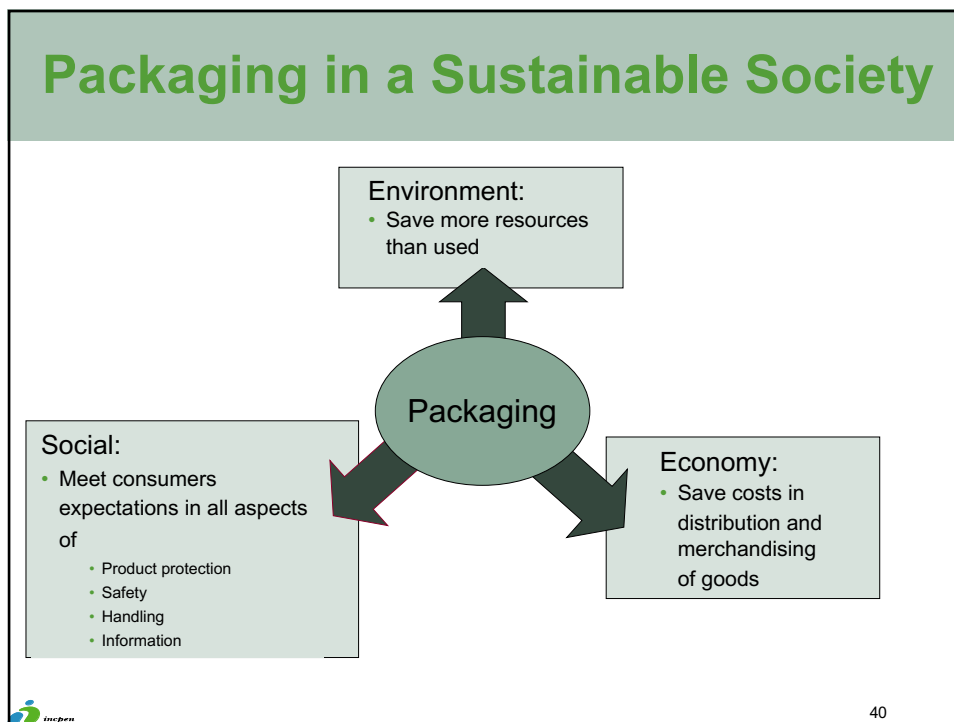 Packaging in a Sustainable Society
Environment:
• Save more resources
than used
Packaging
Social:
• Meet consumers
expectations in all aspects
of
• Product protection
• Safety
• Handling
• Information
Economy:
• Save costs in
distribution and
merchandising
of goods
incpen
40